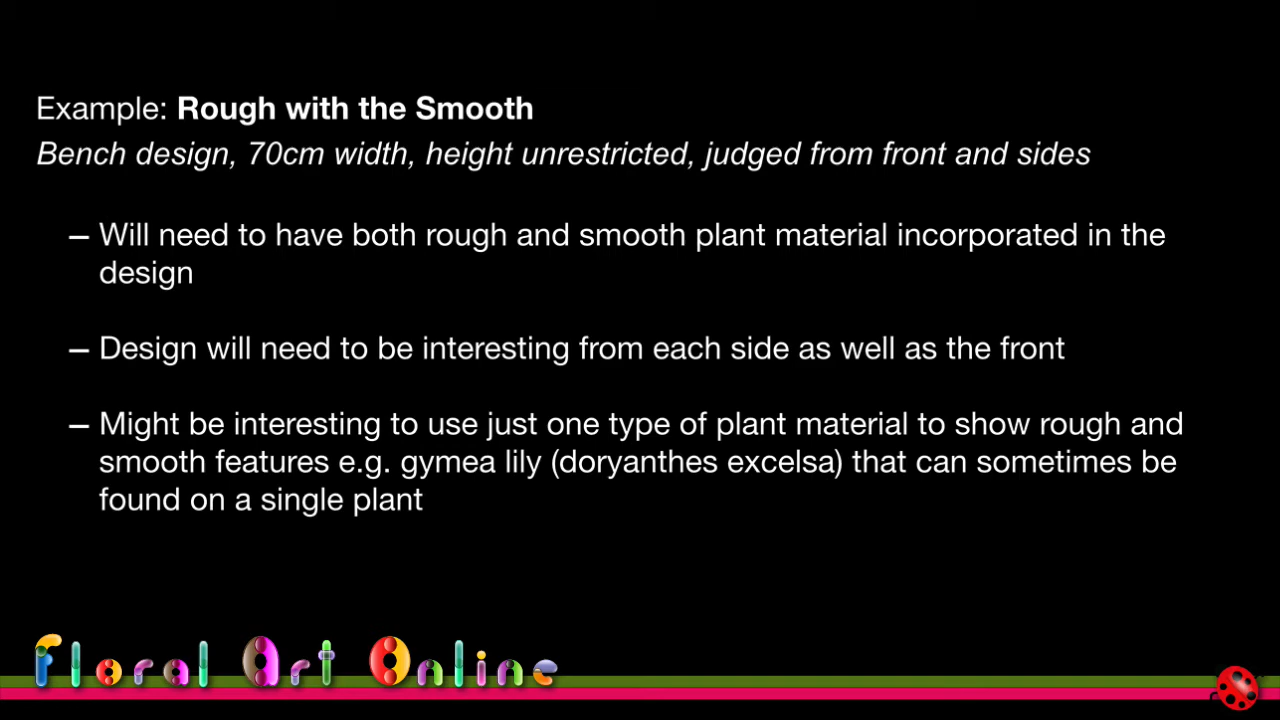 Example: Rough with the Smooth
Bench design, 70cm width, height unrestricted, judged from front and sides
– Will need to have both rough and smooth plant material incorporated in the
design
– Design will need to be interesting from each side as well as the front
– Might be interesting to use just one type of plant material to show rough and
smooth features e.g. gymea lily (doryanthes excelsa) that can sometimes be
found on a single plant
Floral Art Online